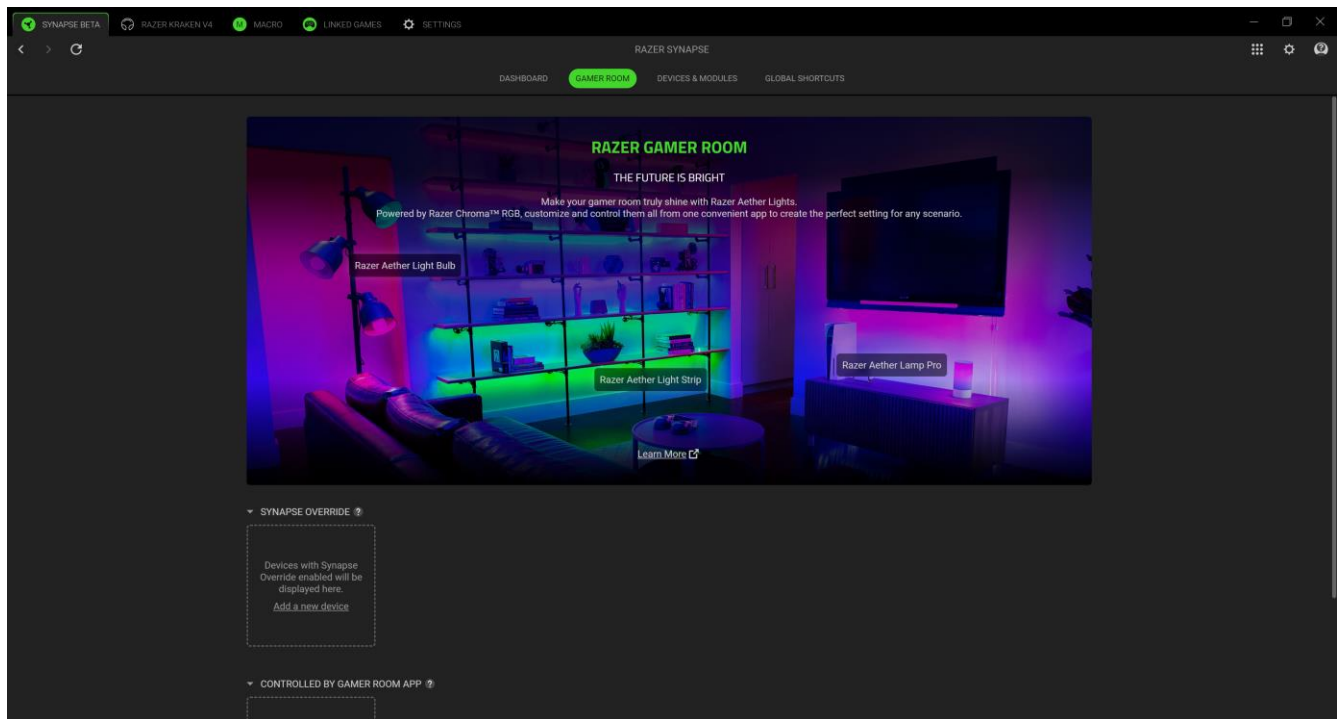 SYNAPSE BETA
RAZER KRAKEN V4
M
MACRO
LINKED GAMES
SETTINGS
RAZER SYNAPSE
DASHBOARD
GAMER ROOM
DEVICES & MODULES
GLOBAL SHORTCUTS
RAZER GAMER ROOM
THE FUTURE IS BRIGHT
Make your gamer room truly shine with Razer Aether Lights.
Powered by Razer Chroma™ RGB, customize and control them all from one convenient app to create the perfect setting for any scenario.
Razer Aether Light Bulb
Razer Aether Lamp Pro
Razer Aether Light Strip
Learn More
SYNAPSE OVERRIDE ?
Devices with Synapse
Override enabled will be
displayed here.
Add a new device
CONTROLLED BY GAMER ROOM APP ?